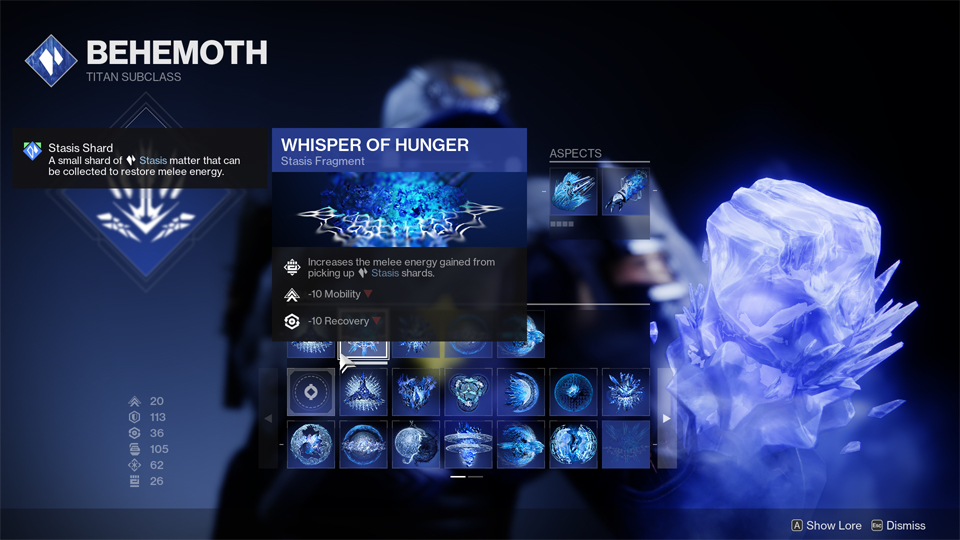 BEHEMOTH
TITAN SUBCLASS
Stasis Shard
A small shard of Stasis matter that can
be collected to restore melee energy.
WHISPER OF HUNGER
Stasis Fragment
Increases the melee energy gained from
picking up Stasis shards.
-10 Mobility
-10 Recovery
ASPECTS
20
113
36
105
62
26
A Show Lore
Esc Dismiss